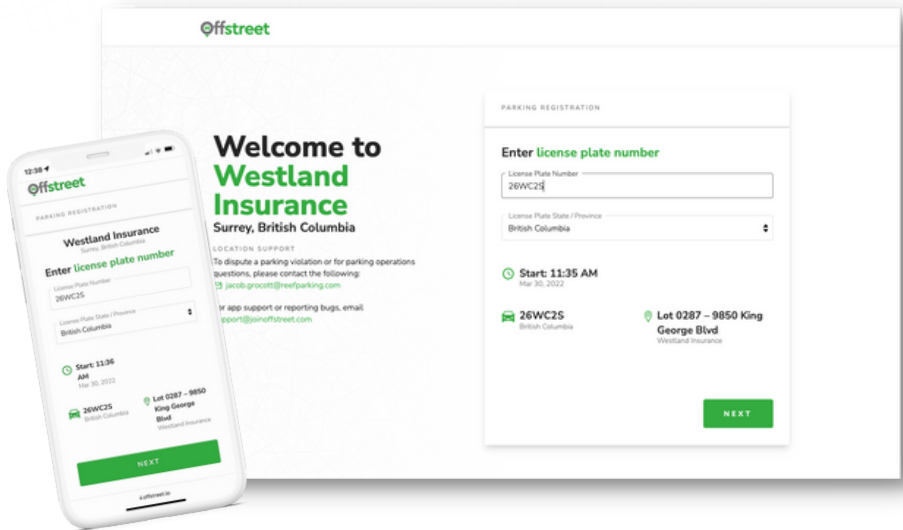 Offstreet
PARKING REGISTRATION
Welcome to
Westland
Insurance
Surrey, British Columbia
LOCATION SUPPORT
To dispute a parking violation or for parking operations
questions, please contact the following:
jacob.grocott@reefparking.com
or app support or reporting bugs, email
pport@joinoffstreet.com
Enter license plate number
License Plate Number
26WC2S
License Plate State / Province
British Columbia
Start: 11:35 AM
Mar 30, 2022
26WC2S
British Columbia
Lot 0287 – 9850 King
George Blvd
Westland Insurance
NEXT
12:38
Offstreet
PARKING REGISTRATION
Westland Insurance
Surrey, British Columbia
Enter license plate number
License Plate Number
26WC2S
License Plate State / Province
British Columbia
Start: 11:36
AM
Mar 30, 2022
26WC2S
British Columbia
Lot 0287 – 9850
King George
Blvd
Westland Insurance
NEXT
offstreet.io